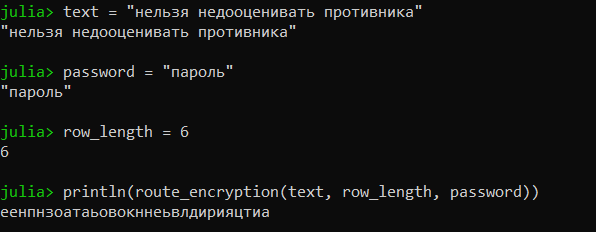 julia> text = "нельзя недооценивать противника"
"нельзя недооценивать противника"
julia> password = "пароль"
"пароль"
julia> row_length = 6
6
julia> println(route_encryption(text, row_length, password))
еенпнзоатаьовокннеьвлдирияцтиа